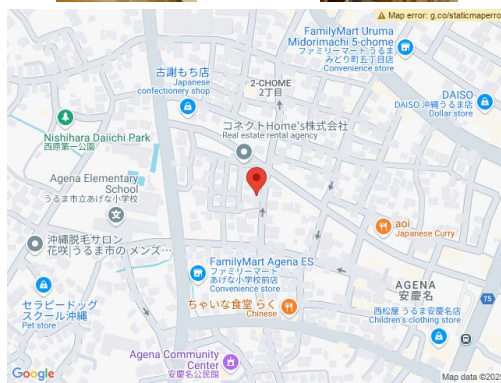 Map error: g.co/staticmaperro
FamilyMart Uruma
Midorimachi 5-chome
ファミリーマートうるま
みどり町五丁目店
Convenience store
古謝もち店
Japanese
confectionery shop
2-CHOME
2丁目
DAISO
DAISO 沖縄うるま店
Dollar store
コネクトHome's株式会社
Real estate rental agency
Nishihara Daiichi Park
西原第一公園
Agena Elementary
School
うるま市立あげな小学校
aoi
Japanese Curry
沖縄脱毛サロン
花咲|うるま市の メンズ…
FamilyMart Agena ES
ファミリーマート
あげな小学校前店
Convenience store
AGENA
安慶名
75
セラピードッグ
スクール沖縄
Pet store
ちゃいな食堂 らく
Chinese
西松屋 うるま安慶名店
Children's clothing store
Agena Community
Center
安慶名公民館
Google
Map data ©2025